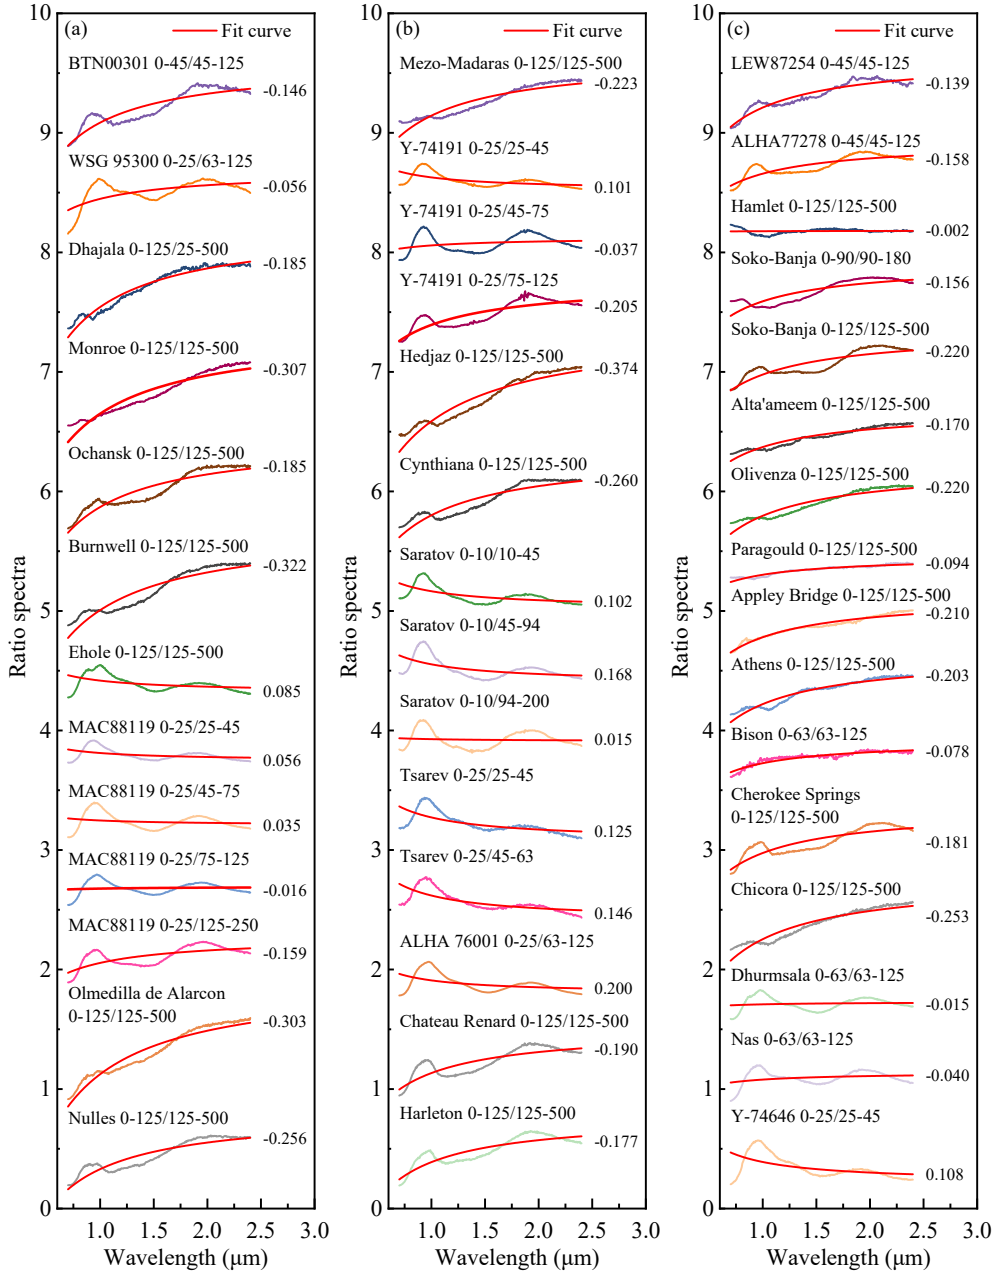 (a)
Fit curve
BTN00301 0-45/45-125
-0.146
WSG 95300 0-25/63-125
-0.056
Dhajala 0-125/25-500
-0.185
Monroe 0-125/125-500
-0.307
Ochansk 0-125/125-500
-0.185
Burnwell 0-125/125-500
-0.322
Ehole 0-125/125-500
0.085
MAC88119 0-25/25-45
0.056
MAC88119 0-25/45-75
0.035
MAC88119 0-25/75-125
-0.016
MAC88119 0-25/125-250
-0.159
Olmedilla de Alarcon
0-125/125-500
-0.303
Nulles 0-125/125-500
-0.256
10
9
8
7
6
5
4
3
2
1
0
Ratio spectra
1.0 1.5 2.0 2.5 3.0
Wavelength (μm)
(b)
Fit curve
Mezo-Madaras 0-125/125-500
-0.223
Y-74191 0-25/25-45
0.101
Y-74191 0-25/45-75
-0.037
Y-74191 0-25/75-125
-0.205
Hedjaz 0-125/125-500
-0.374
Cynthiana 0-125/125-500
-0.260
Saratov 0-10/10-45
0.102
Saratov 0-10/45-94
0.168
Saratov 0-10/94-200
0.015
Tsarev 0-25/25-45
0.125
Tsarev 0-25/45-63
0.146
ALHA 76001 0-25/63-125
0.200
Chateau Renard 0-125/125-500
-0.190
Harleton 0-125/125-500
-0.177
10
9
8
7
6
5
4
3
2
1
0
Ratio spectra
1.0 1.5 2.0 2.5 3.0
Wavelength (μm)
(c)
Fit curve
LEW87254 0-45/45-125
-0.139
ALHA77278 0-45/45-125
-0.158
Hamlet 0-125/125-500
-0.002
Soko-Banja 0-90/90-180
-0.156
Soko-Banja 0-125/125-500
-0.220
Alta'ameem 0-125/125-500
-0.170
Olivenza 0-125/125-500
-0.220
Paragould 0-125/125-500
-0.094
Appley Bridge 0-125/125-500
-0.210
Athens 0-125/125-500
-0.203
Bison 0-63/63-125
-0.078
Cherokee Springs
0-125/125-500
-0.181
Chicora 0-125/125-500
-0.253
Dhurmsala 0-63/63-125
-0.015
Nas 0-63/63-125
-0.040
Y-74646 0-25/25-45
0.108
10
9
8
7
6
5
4
3
2
1
0
Ratio spectra
1.0 1.5 2.0 2.5 3.0
Wavelength (μm)